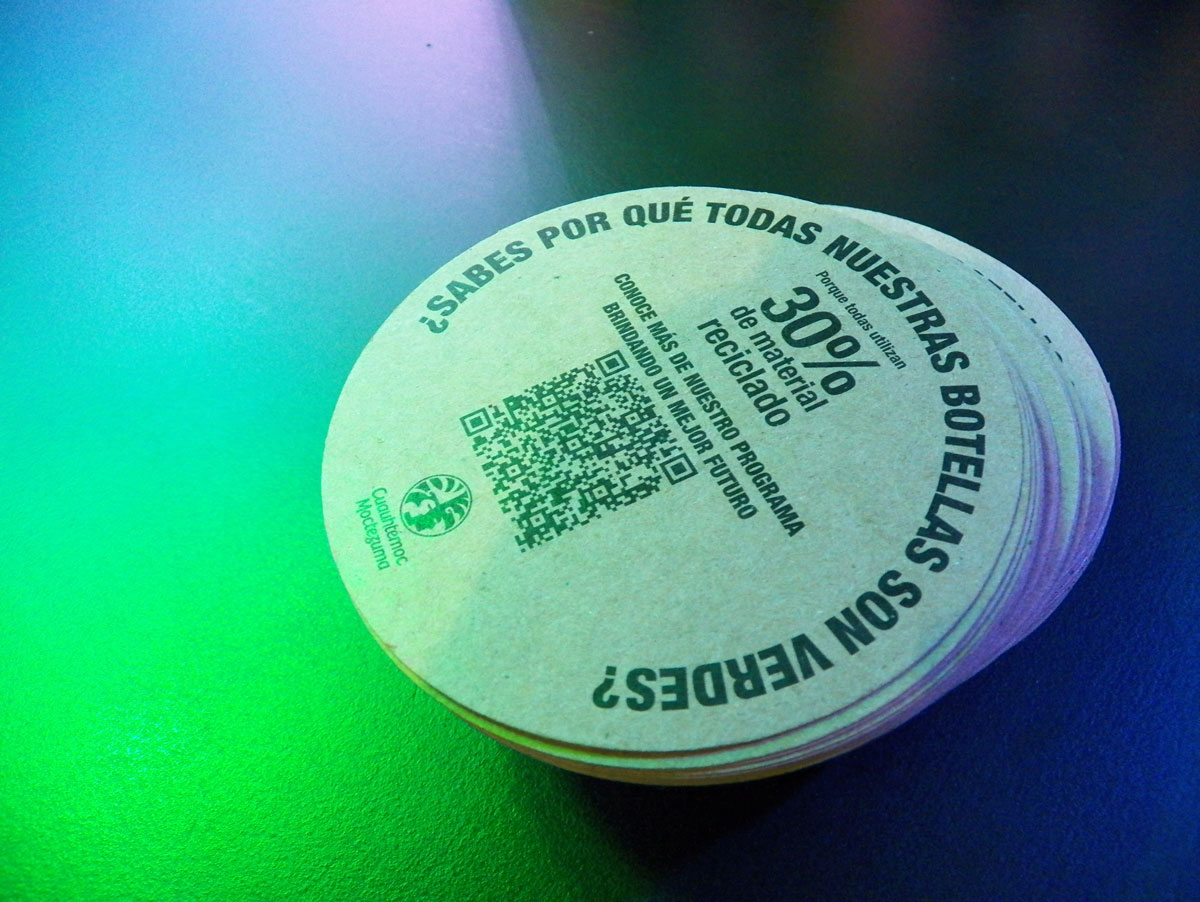 ¿SABES POR QUÉ TODAS NUESTRAS BOTELLAS SON VERDES?
Porque todas utilizan
30%
de material
reciclado
CONOCE MÁS DE NUESTRO PROGRAMA
BRINDANDO UN MEJOR FUTURO
Cuauhtemoc
Moctezuma